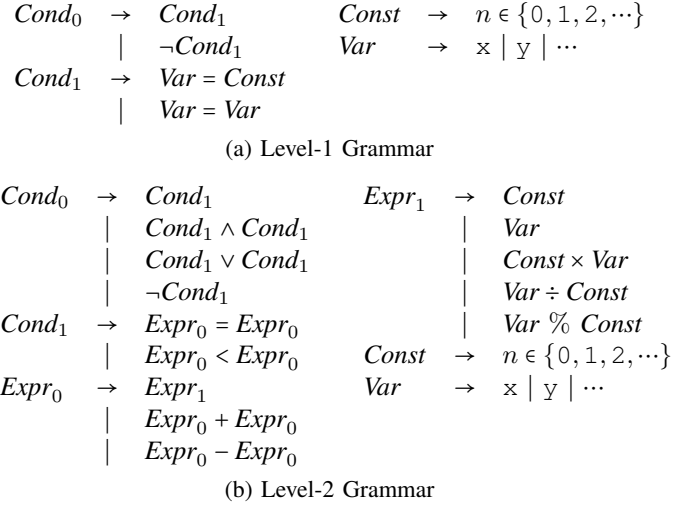 Cond₀ → Cond₁ Const → n ∈ {0, 1, 2, ⋯}
| ¬Cond₁ Var → x | y | ⋯
Cond₁ → Var = Const
| Var = Var
(a) Level-1 Grammar
Cond₀ → Cond₁ Expr₁ → Const
| Cond₁ ∧ Cond₁ | Var
| Cond₁ ∨ Cond₁ | Const × Var
| ¬Cond₁ | Var ÷ Const
Cond₁ → Expr₀ = Expr₀ | Var % Const
| Expr₀ < Expr₀ Const → n ∈ {0, 1, 2, ⋯}
Expr₀ → Expr₁ Var → x | y | ⋯
| Expr₀ + Expr₀
| Expr₀ − Expr₀
(b) Level-2 Grammar